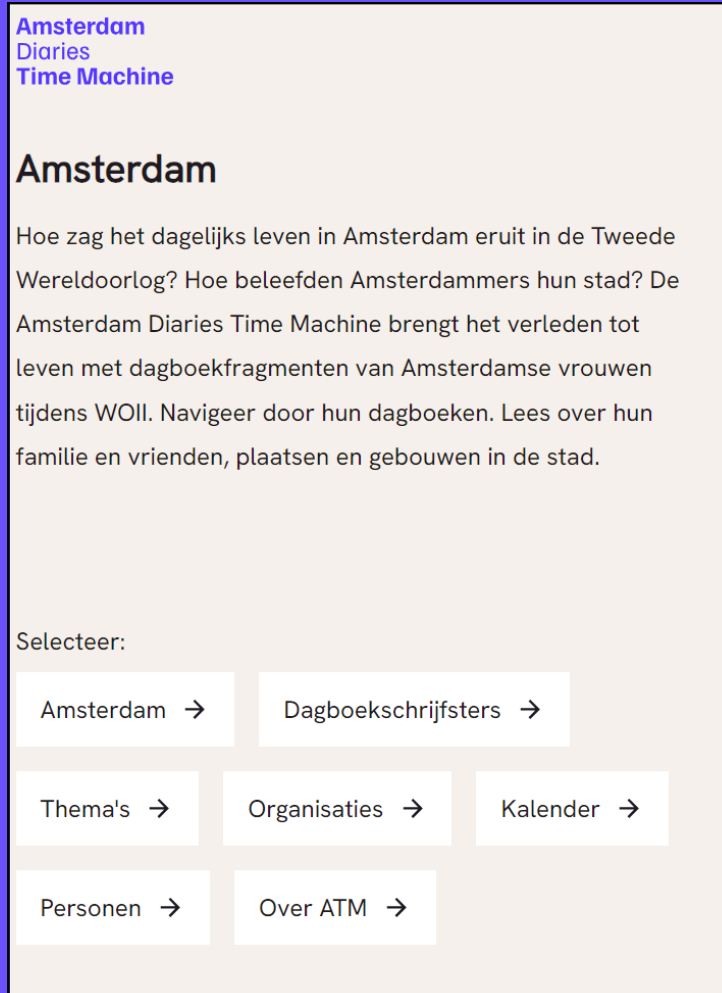 Amsterdam
Diaries
Time Machine
Amsterdam
Hoe zag het dagelijks leven in Amsterdam eruit in de Tweede
Wereldoorlog? Hoe beleefden Amsterdammers hun stad? De
Amsterdam Diaries Time Machine brengt het verleden tot
leven met dagboekfragmenten van Amsterdamse vrouwen
tijdens WOII. Navigeer door hun dagboeken. Lees over hun
familie en vrienden, plaatsen en gebouwen in de stad.
Selecteer:
Amsterdam → Dagboekschrijfsters →
Thema's → Organisaties → Kalender →
Personen → Over ATM →